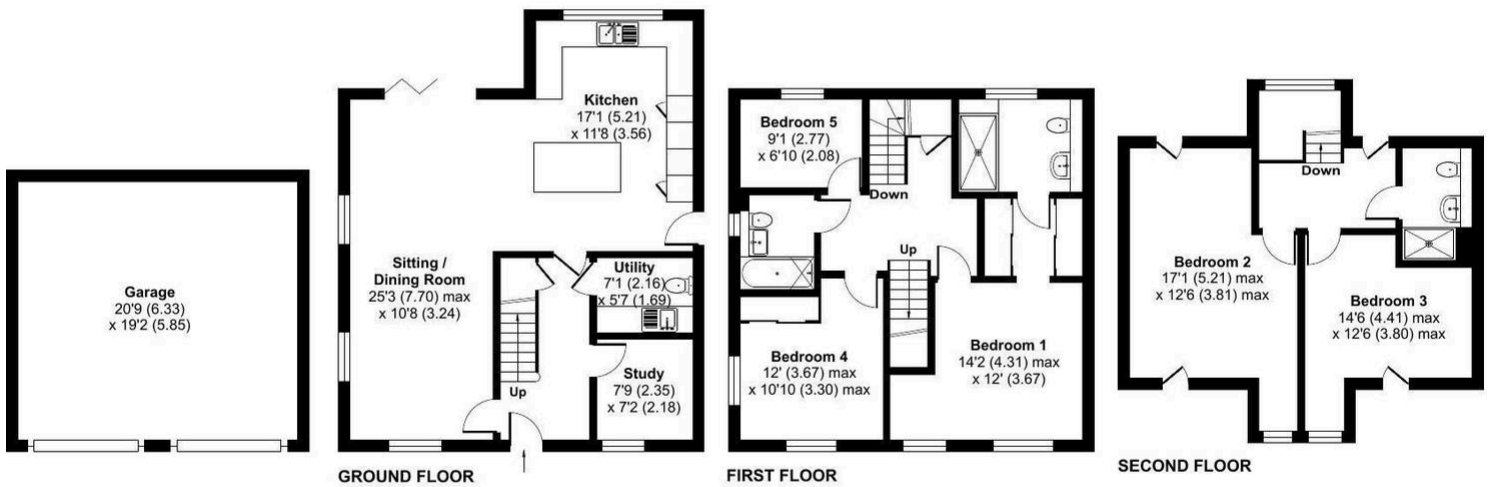 Garage
20'9 (6.33)
x 19'2 (5.85)
Kitchen
17'1 (5.21)
x 11'8 (3.56)
Sitting /
Dining Room
25'3 (7.70) max
x 10'8 (3.24)
Utility
7'1 (2.16)
x 5'7 (1.69)
Study
7'9 (2.35)
x 7'2 (2.18)
Up
GROUND FLOOR
Bedroom 5
9'1 (2.77)
x 6'10 (2.08)
Down
Up
Bedroom 4
12' (3.67) max
x 10'10 (3.30) max
Bedroom 1
14'2 (4.31) max
x 12' (3.67)
FIRST FLOOR
Down
Bedroom 2
17'1 (5.21) max
x 12'6 (3.81) max
Bedroom 3
14'6 (4.41) max
x 12'6 (3.80) max
SECOND FLOOR